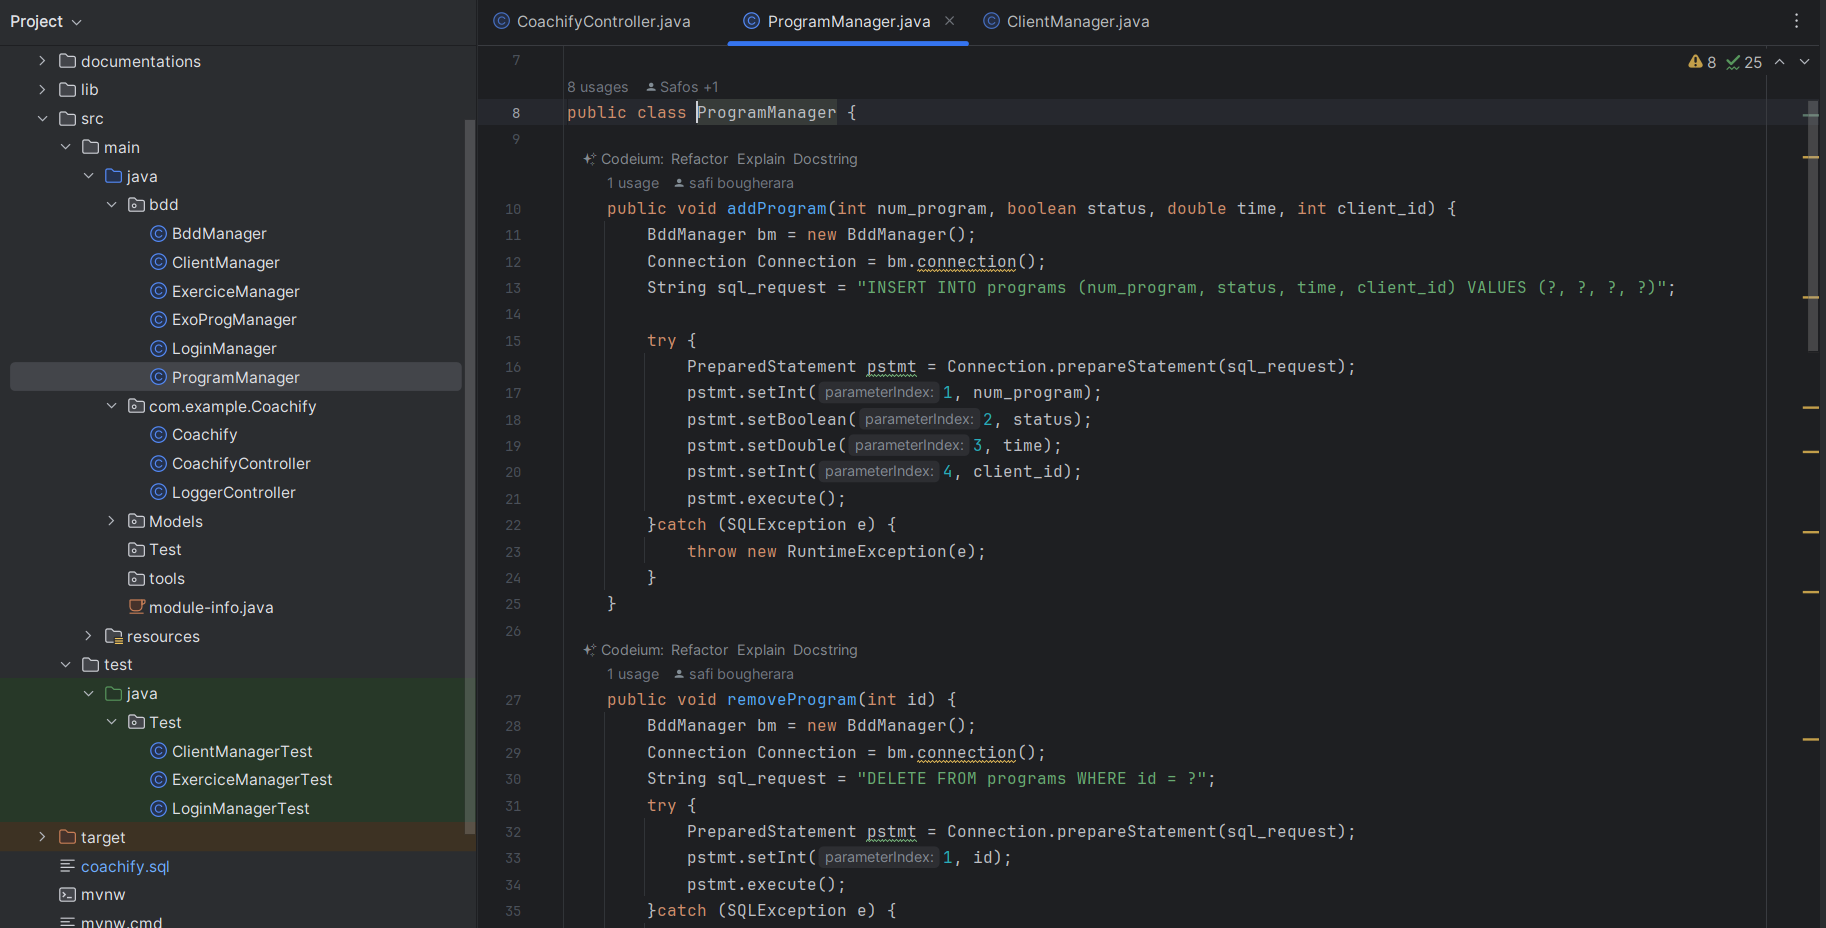 Project
documentations
lib
src
main
java
bdd
BddManager
ClientManager
ExerciceManager
ExoProgManager
LoginManager
ProgramManager
com.example.Coachify
Coachify
CoachifyController
LoggerController
Models
Test
tools
module-info.java
resources
test
java
Test
ClientManagerTest
ExerciceManagerTest
LoginManagerTest
target
coachify.sql
mvnw
mvnw.cmd
CoachifyController.java
ProgramManager.java
ClientManager.java
8 25
7
8 usages Safos +1
8 public class ProgramManager {
9
Codeium: Refactor Explain Docstring
1 usage safi bougherara
10 public void addProgram(int num_program, boolean status, double time, int client_id) {
11 BddManager bm = new BddManager();
12 Connection Connection = bm.connection();
13 String sql_request = "INSERT INTO programs (num_program, status, time, client_id) VALUES (?, ?, ?, ?)";
14
15 try {
16 PreparedStatement pstmt = Connection.prepareStatement(sql_request);
17 pstmt.setInt( parameterIndex: 1, num_program);
18 pstmt.setBoolean( parameterIndex: 2, status);
19 pstmt.setDouble( parameterIndex: 3, time);
20 pstmt.setInt( parameterIndex: 4, client_id);
21 pstmt.execute();
22 }catch (SQLException e) {
23 throw new RuntimeException(e);
24 }
25 }
26
Codeium: Refactor Explain Docstring
1 usage safi bougherara
27 public void removeProgram(int id) {
28 BddManager bm = new BddManager();
29 Connection Connection = bm.connection();
30 String sql_request = "DELETE FROM programs WHERE id = ?";
31 try {
32 PreparedStatement pstmt = Connection.prepareStatement(sql_request);
33 pstmt.setInt( parameterIndex: 1, id);
34 pstmt.execute();
35 }catch (SQLException e) {